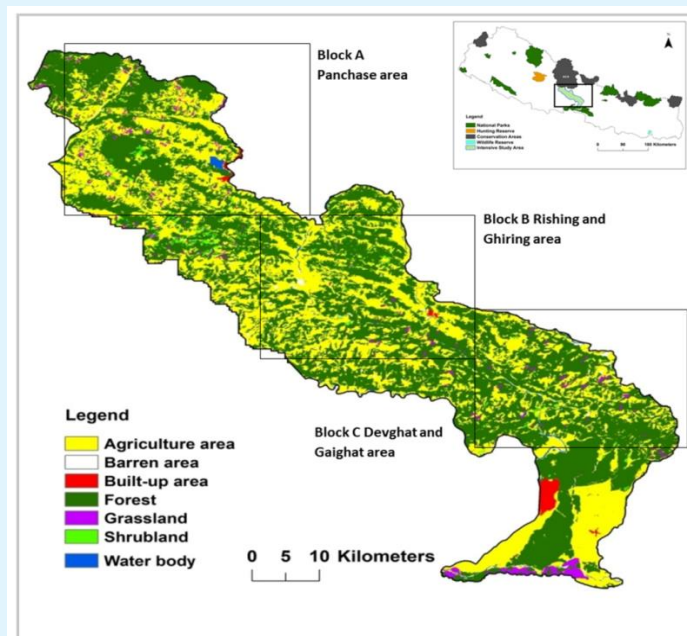 Block A
Panchase area
Legend
National Parks
Hunting Reserve
Conservation Areas
Wildlife Reserve
Intensive Study Area
Kilometers
Block B Rishing and
Ghiring area
Block C Devghat and
Gaighat area
Legend
Agriculture area
Barren area
Built-up area
Forest
Grassland
Shrubland
Water body
0 5 10 Kilometers